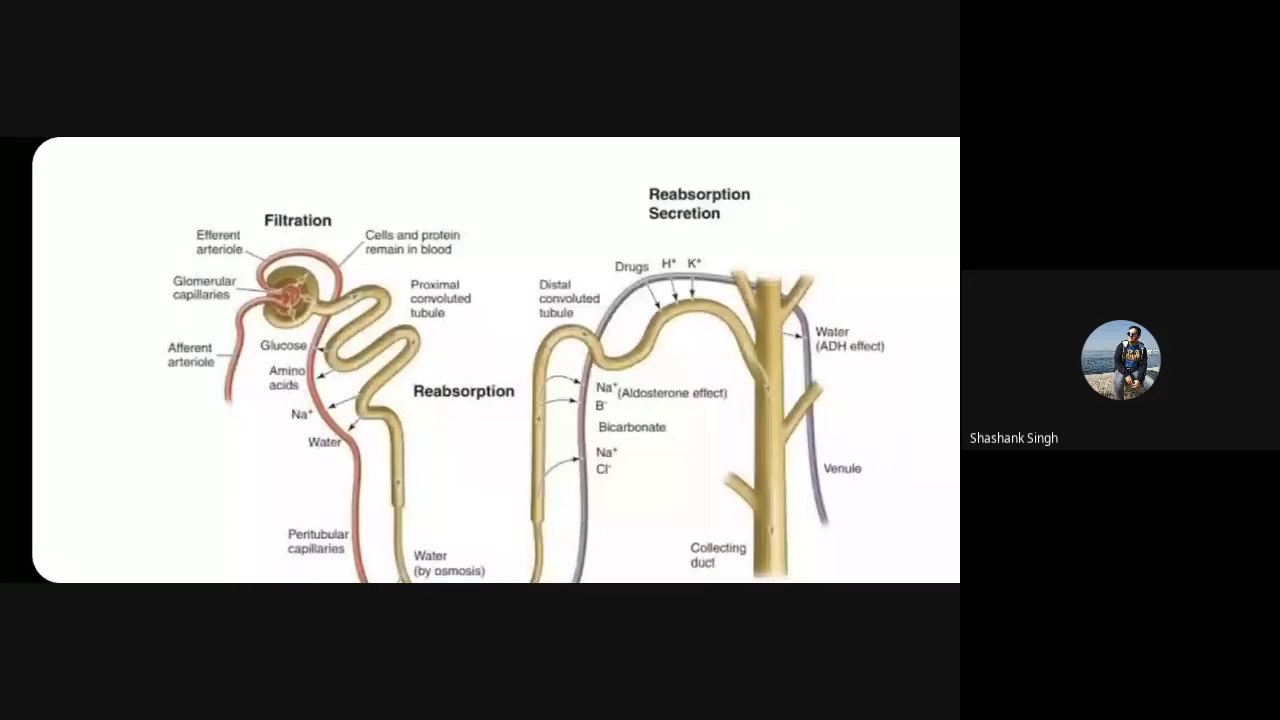 Reabsorption
Secretion
Filtration
Efferent
arteriole
Cells and protein
remain in blood
Glomerular
capillaries
Proximal
convoluted
tubule
Afferent
arteriole
Glucose
Amino
acids
Na⁺
Water
Reabsorption
Peritubular
capillaries
Water
(by osmosis)
Drugs H⁺ K⁺
Distal
convoluted
tubule
Na⁺(Aldosterone effect)
B⁻
Bicarbonate
Na⁺
Cl⁻
Water
(ADH effect)
Venule
Collecting
duct
Shashank Singh